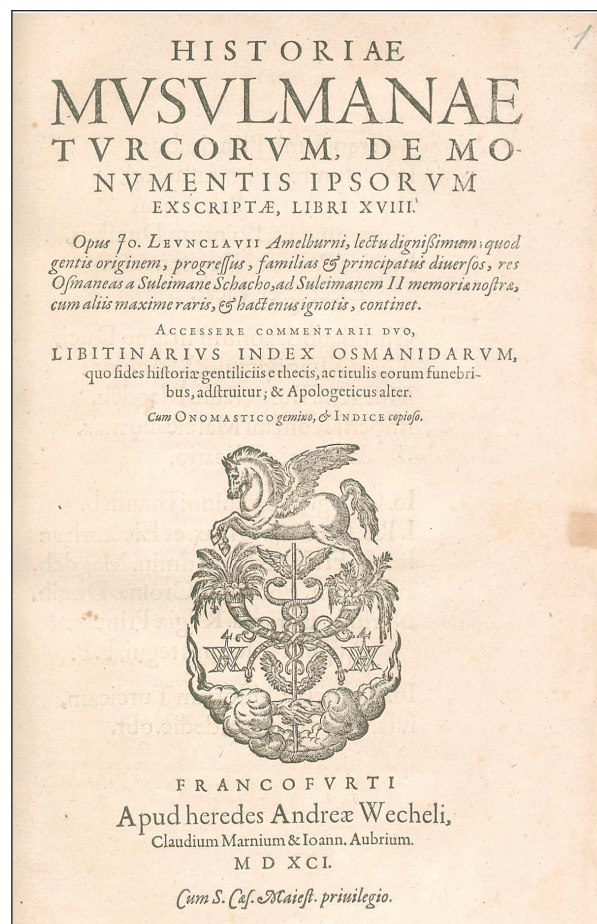 1
HISTORIAE
MVSVLMANAE
TVRCORVM, DE MO-
NVMENTIS IPSORVM
EXSCRIPTÆ, LIBRI XVIII.
Opus Jo. LEVNCLAVII Amelburni, lectu dignißimum: quod
gentis originem, progreſſus, familias & principatus diuerſos, res
Oſmaneas a Suleimane Schacho, ad Suleimanem II memoriæ noſtræ,
cum aliis maxime raris, & hactenus ignotis, continet.
ACCESSERE COMMENTARII DVO,
LIBITINARIVS INDEX OSMANIDARVM,
quo fides hiſtoriæ gentiliciis e thecis, ac titulis eorum funebri-
bus, adſtruitur; & Apologeticus alter.
Cum ONOMASTICO gemino, & INDICE copioſo.
FRANCOFVRTI
Apud heredes Andreæ Wecheli,
Claudium Marnium & Ioann. Aubrium.
M D XCI.
Cum S. Cæſ. Maieſt. priuilegio.